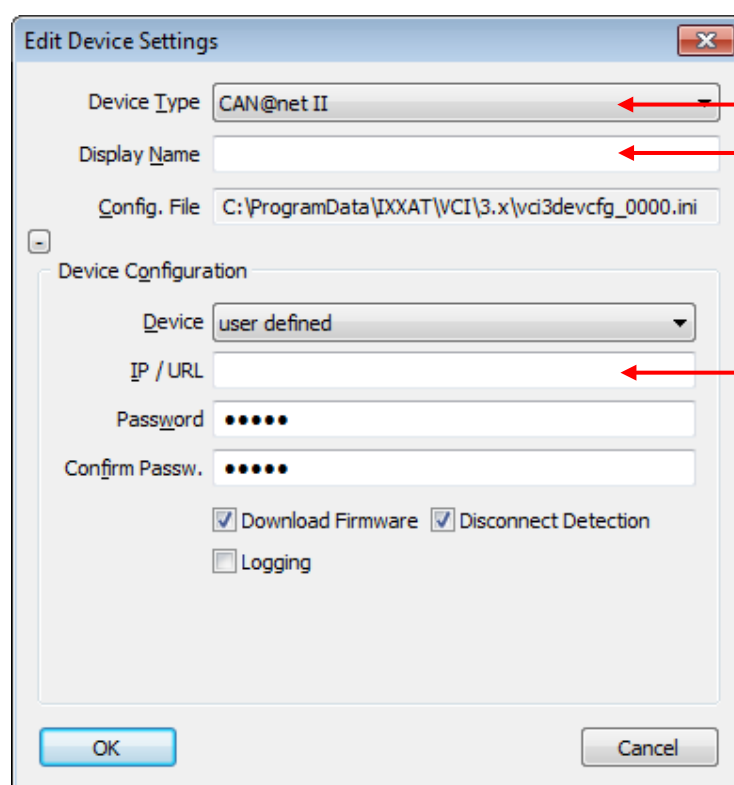 Edit Device Settings
Device Type CAN@net II
Display Name
Config. File C:\ProgramData\IXXAT\VCI\3.x\vci3devcfg_0000.ini
-
Device Configuration
Device user defined
IP / URL
Password •••••
Confirm Passw. •••••
Download Firmware Disconnect Detection
Logging
OK Cancel